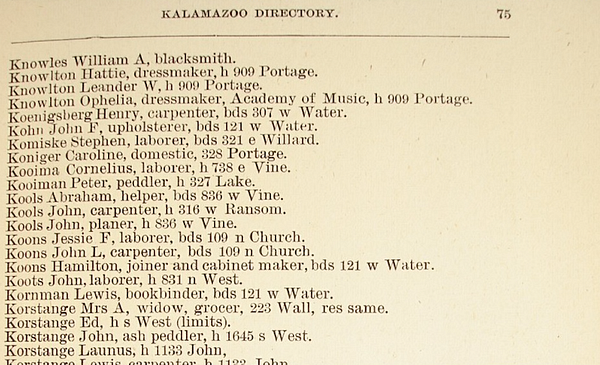 KALAMAZOO DIRECTORY. 75
Knowles William A, blacksmith.
Knowlton Hattie, dressmaker, h 909 Portage.
Knowlton Leander W, h 909 Portage.
Knowlton Ophelia, dressmaker, Academy of Music, h 909 Portage.
Koenigsberg Henry, carpenter, bds 307 w Water.
Kohn John F, upholsterer, bds 121 w Water.
Komiske Stephen, laborer, bds 321 e Willard.
Koniger Caroline, domestic, 328 Portage.
Kooima Cornelius, laborer, h 738 e Vine.
Kooiman Peter, peddler, h 327 Lake.
Kools Abraham, helper, bds 836 w Vine.
Kools John, carpenter, h 316 w Ransom.
Kools John, planer, h 836 w Vine.
Koons Jessie F, laborer, bds 109 n Church.
Koons John L, carpenter, bds 109 n Church.
Koons Hamilton, joiner and cabinet maker, bds 121 w Water.
Koots John, laborer, h 831 n West.
Kornman Lewis, bookbinder, bds 121 w Water.
Korstange Mrs A, widow, grocer, 223 Wall, res same.
Korstange Ed, h s West (limits).
Korstange John, ash peddler, h 1645 s West.
Korstange Launus, h 1133 John,
Korstange Lewis, carpenter, h 1133 John.